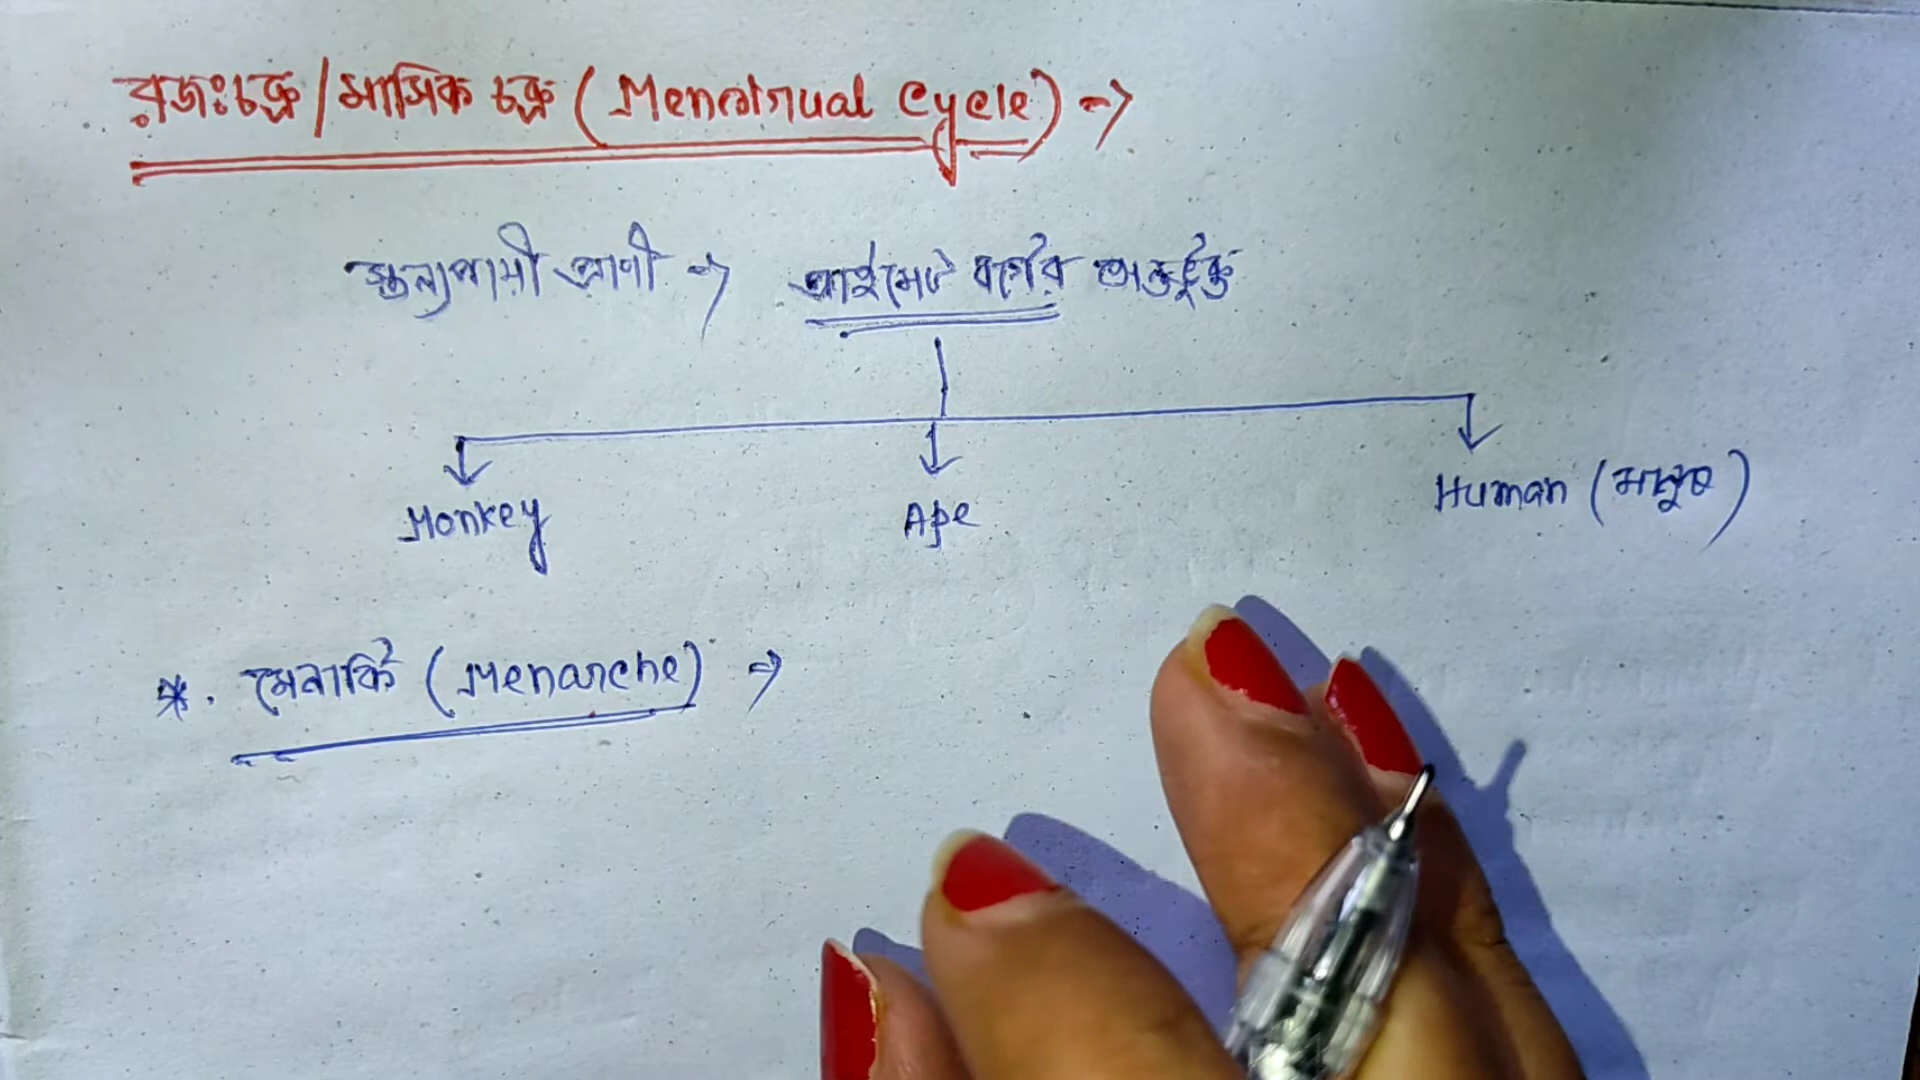 রজঃচক্র/মাসিক চক্র (Menstrual Cycle) →
স্তন্যপায়ী প্রাণী → প্রাইমেট বর্গের অন্তর্ভুক্ত
Monkey Ape Human (মানুষ)
*. মেনার্কি (Menarche) →